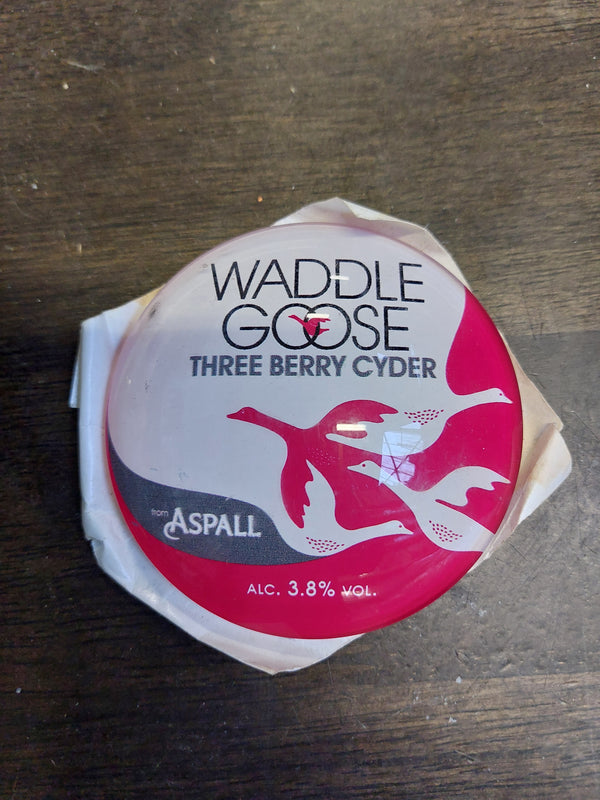 WADDLE
GOOSE
THREE BERRY CYDER
from ASPALL
ALC. 3.8% VOL.